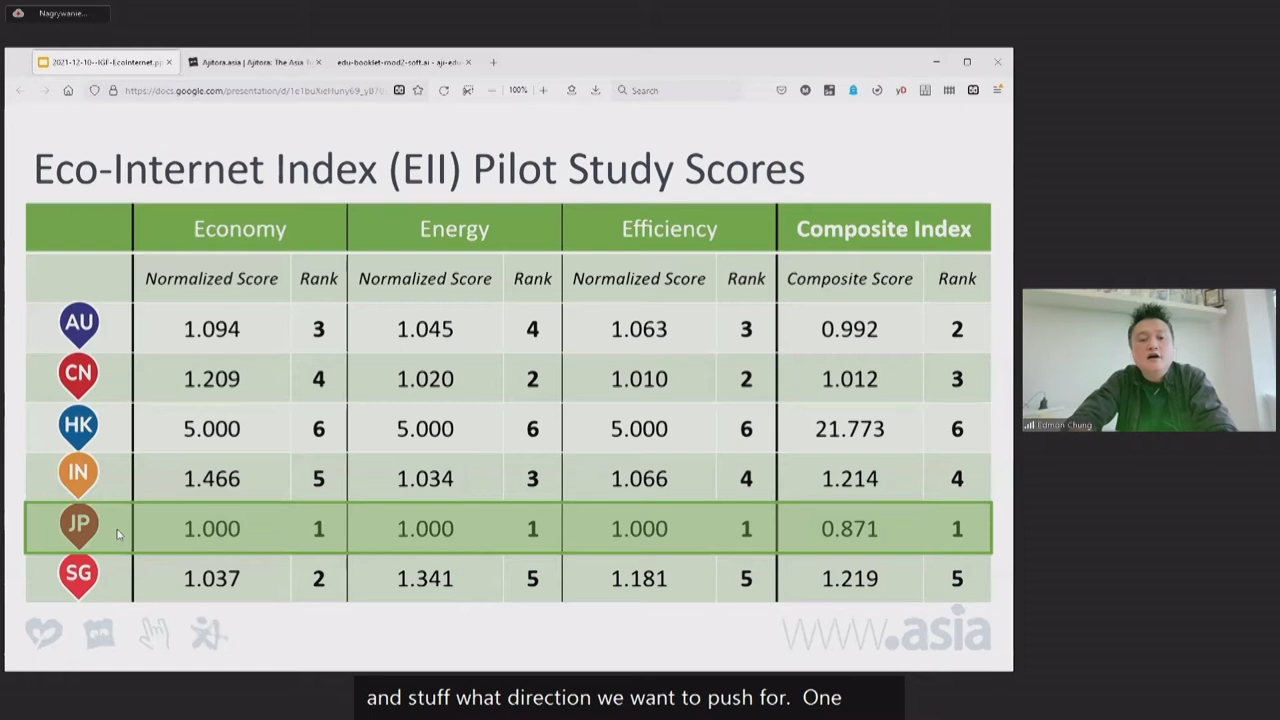 Nagrywanie...
2021-12-10--IGF-EcoInternet.pp
Ajitora.asia | Ajitora: The Asia
edu-booklet-mod2-soft.ai - aji-edu
https://docs.google.com/presentation/d/
100%
Search
Eco-Internet Index (EII) Pilot Study Scores
Economy Energy Efficiency Composite Index
Normalized Score Rank Normalized Score Rank Normalized Score Rank Composite Score Rank
AU 1.094 3 1.045 4 1.063 3 0.992 2
CN 1.209 4 1.020 2 1.010 2 1.012 3
HK 5.000 6 5.000 6 5.000 6 21.773 6
IN 1.466 5 1.034 3 1.066 4 1.214 4
JP 1.000 1 1.000 1 1.000 1 0.871 1
SG 1.037 2 1.341 5 1.181 5 1.219 5
www.asia
Edmon Chung
and stuff what direction we want to push for. One